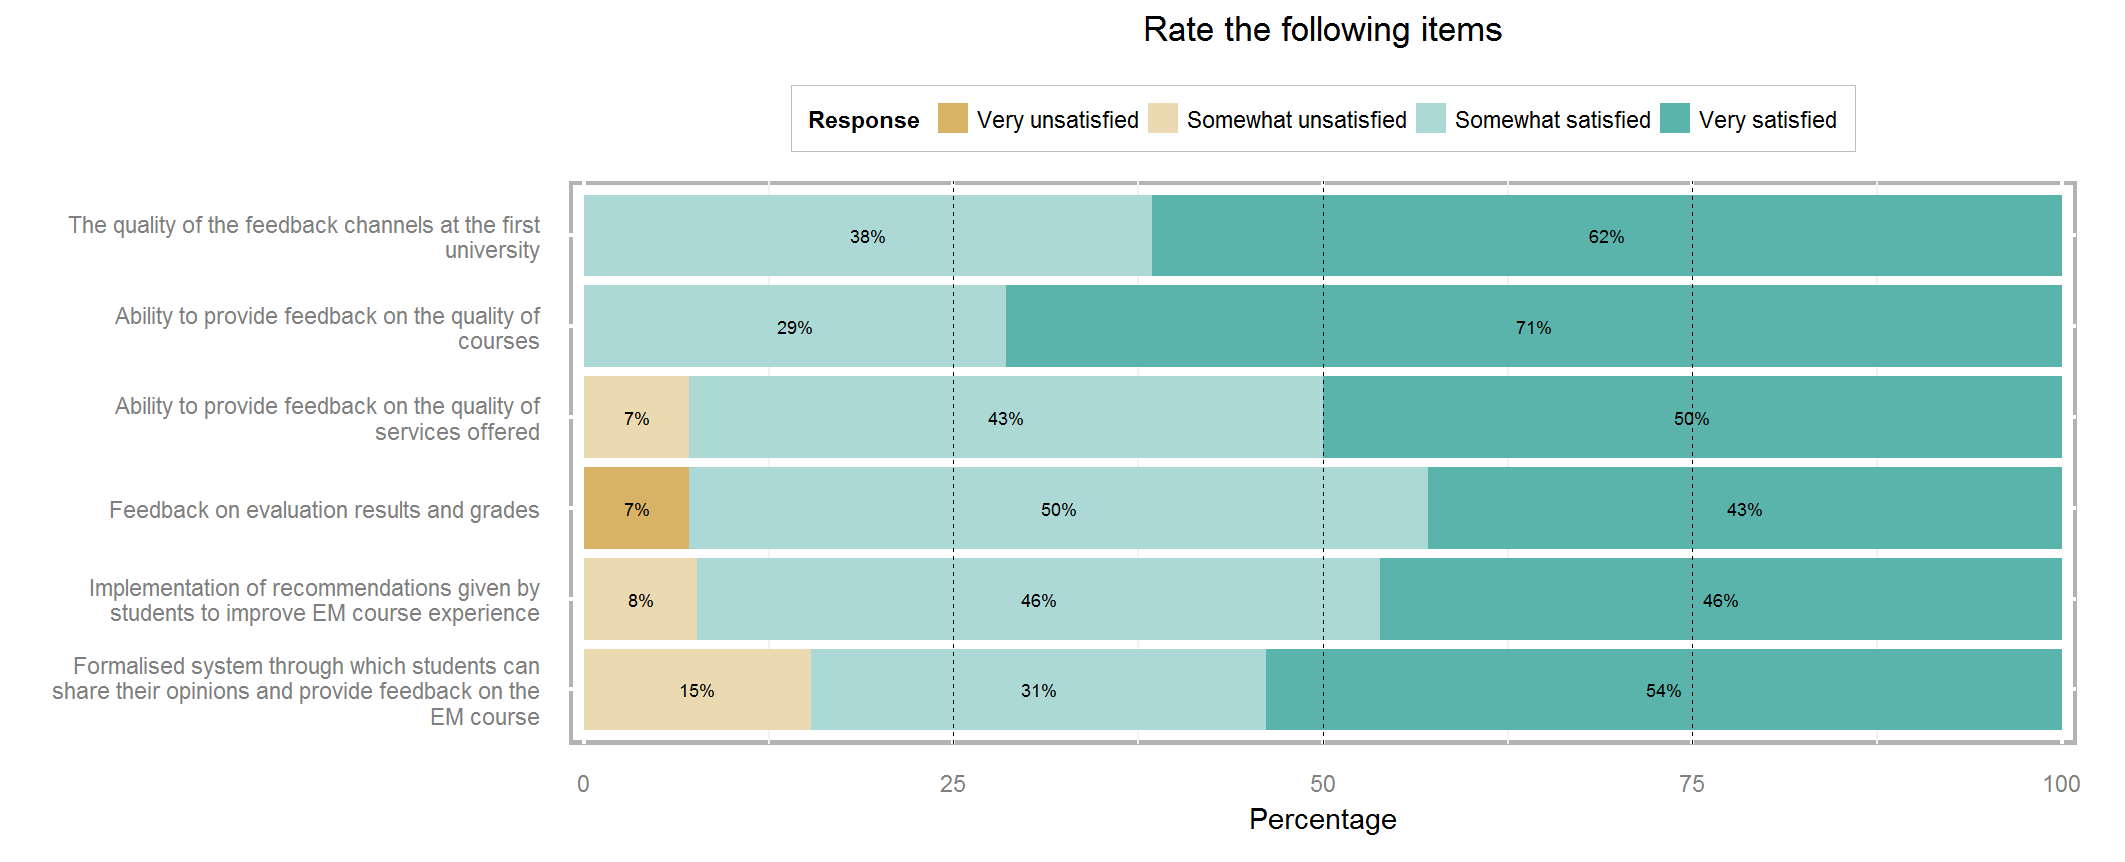 Rate the following items
Response Very unsatisfied Somewhat unsatisfied Somewhat satisfied Very satisfied
The quality of the feedback channels at the first
university
38% 62%
Ability to provide feedback on the quality of
courses
29% 71%
Ability to provide feedback on the quality of
services offered
7% 43% 50%
Feedback on evaluation results and grades
7% 50% 43%
Implementation of recommendations given by
students to improve EM course experience
8% 46% 46%
Formalised system through which students can
share their opinions and provide feedback on the
EM course
15% 31% 54%
0 25 50 75 100
Percentage